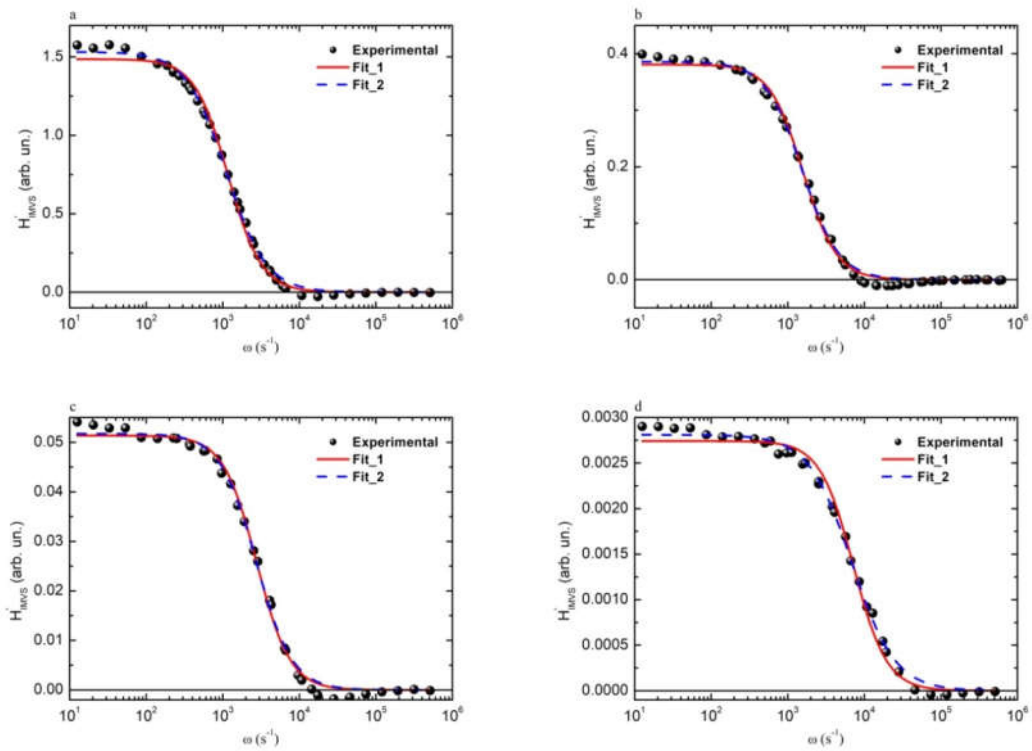 a
1.5
1.0
0.5
0.0
H'IMVS (arb. un.)
Experimental
Fit_1
Fit_2
10¹ 10² 10³ 10⁴ 10⁵ 10⁶
ω (s⁻¹)
b
0.4
0.2
0.0
H'IMVS (arb. un.)
Experimental
Fit_1
Fit_2
10¹ 10² 10³ 10⁴ 10⁵ 10⁶
ω (s⁻¹)
c
0.05
0.04
0.03
0.02
0.01
0.00
H'IMVS (arb. un.)
Experimental
Fit_1
Fit_2
10¹ 10² 10³ 10⁴ 10⁵ 10⁶
ω (s⁻¹)
d
0.0030
0.0025
0.0020
0.0015
0.0010
0.0005
0.0000
H'IMVS (arb. un.)
Experimental
Fit_1
Fit_2
10¹ 10² 10³ 10⁴ 10⁵ 10⁶
ω (s⁻¹)